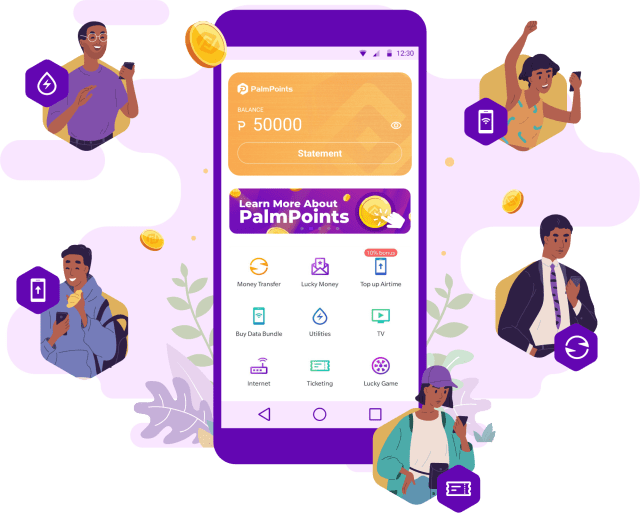 12:30
PalmPoints
BALANCE
50000
Statement
Learn More About
PalmPoints
10% bonus
Money Transfer
Lucky Money
Top up Airtime
Buy Data Bundle
Utilities
TV
Internet
Ticketing
Lucky Game